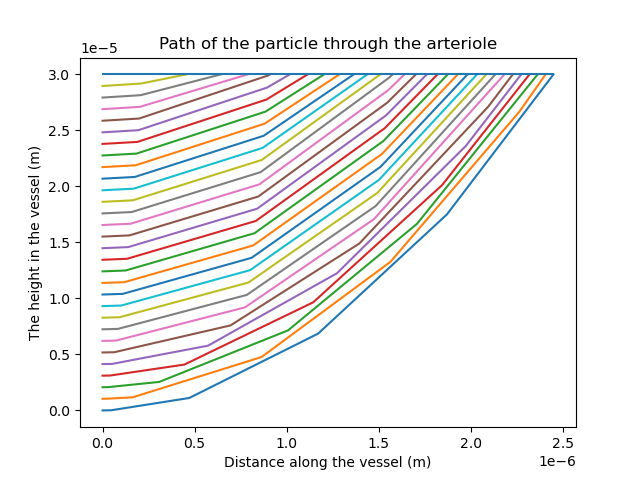 Path of the particle through the arteriole
1e−5
3.0
2.5
2.0
1.5
1.0
0.5
0.0
The height in the vessel (m)
0.0 0.5 1.0 1.5 2.0 2.5
Distance along the vessel (m)
1e−6